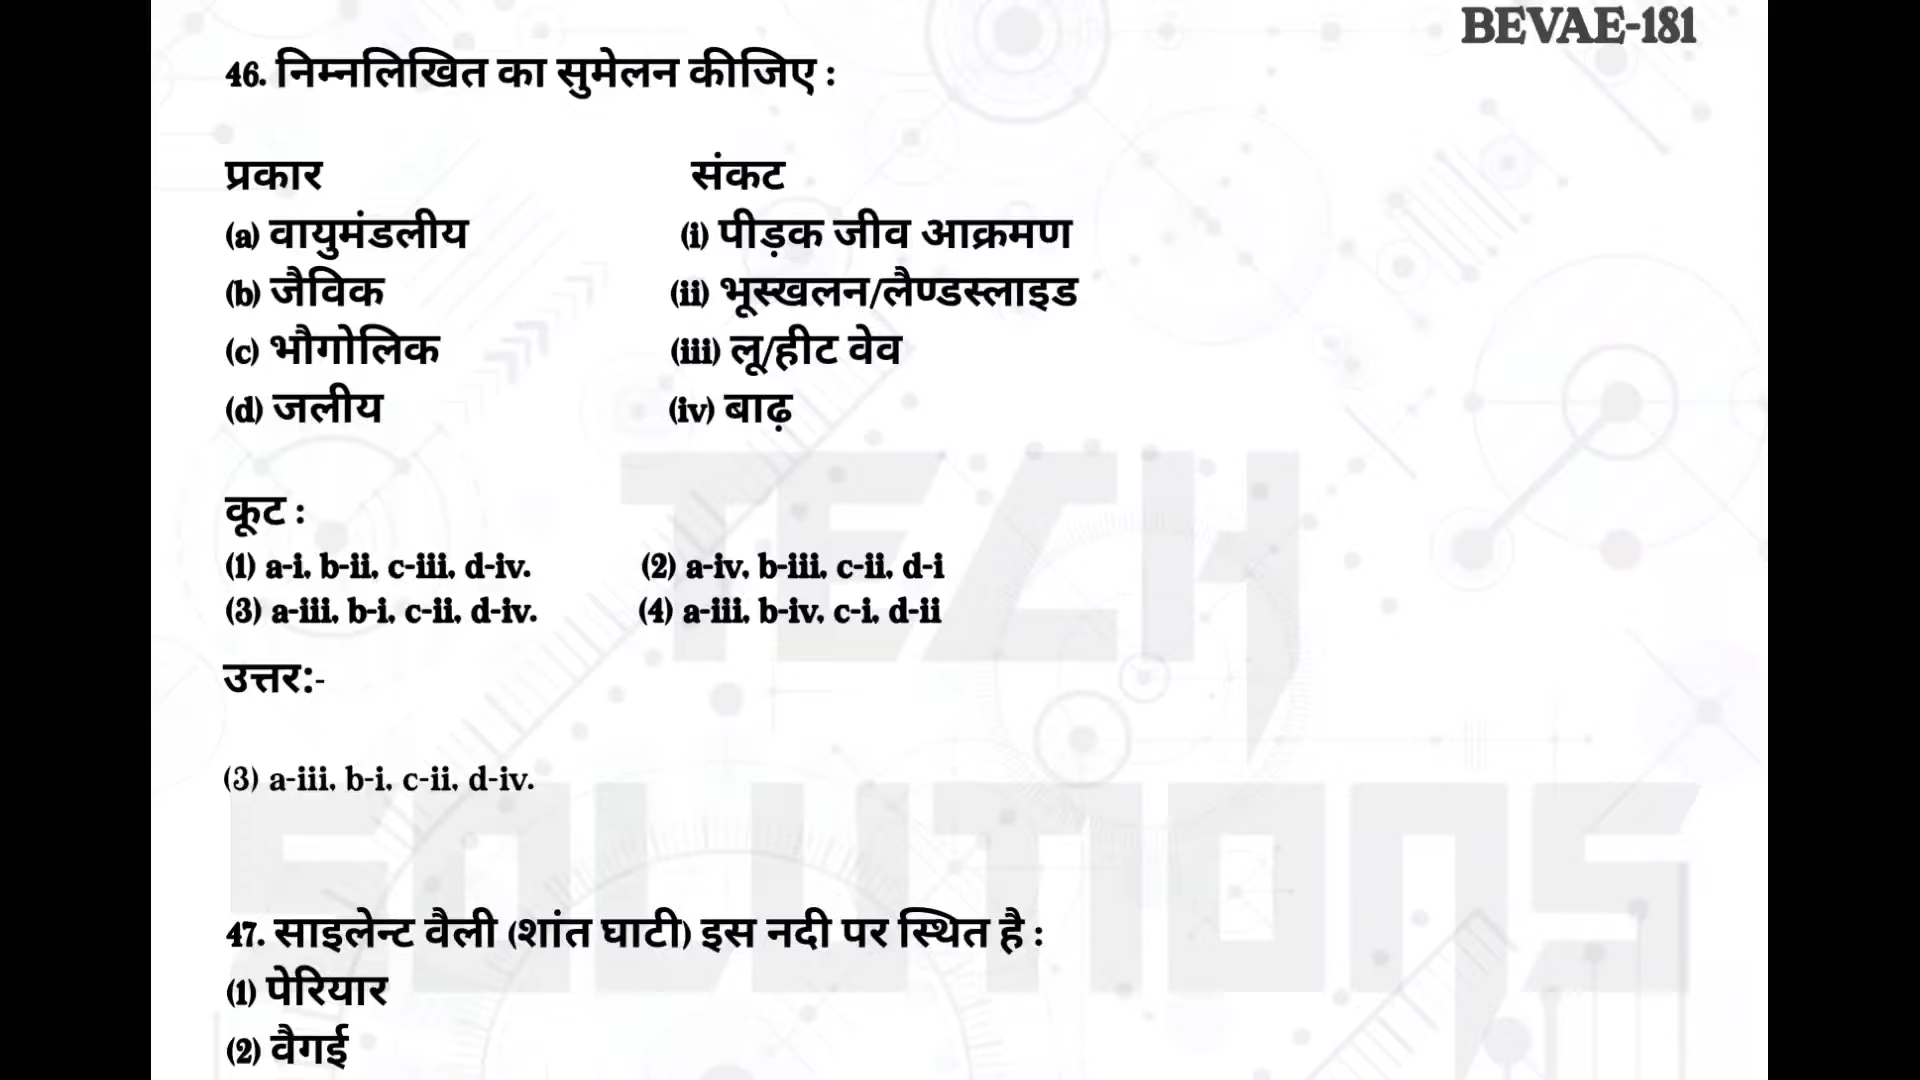 BEVAE-181
46. निम्नलिखित का सुमेलन कीजिए :
प्रकार संकट
(a) वायुमंडलीय (i) पीड़क जीव आक्रमण
(b) जैविक (ii) भूस्खलन/लैण्डस्लाइड
(c) भौगोलिक (iii) लू/हीट वेव
(d) जलीय (iv) बाढ़
कूट :
(1) a-i, b-ii, c-iii, d-iv. (2) a-iv, b-iii, c-ii, d-i
(3) a-iii, b-i, c-ii, d-iv. (4) a-iii, b-iv, c-i, d-ii
उत्तर:-
(3) a-iii, b-i, c-ii, d-iv.
47. साइलेन्ट वैली (शांत घाटी) इस नदी पर स्थित है :
(1) पेरियार
(2) वैगई
TECH
SOLUTIONS